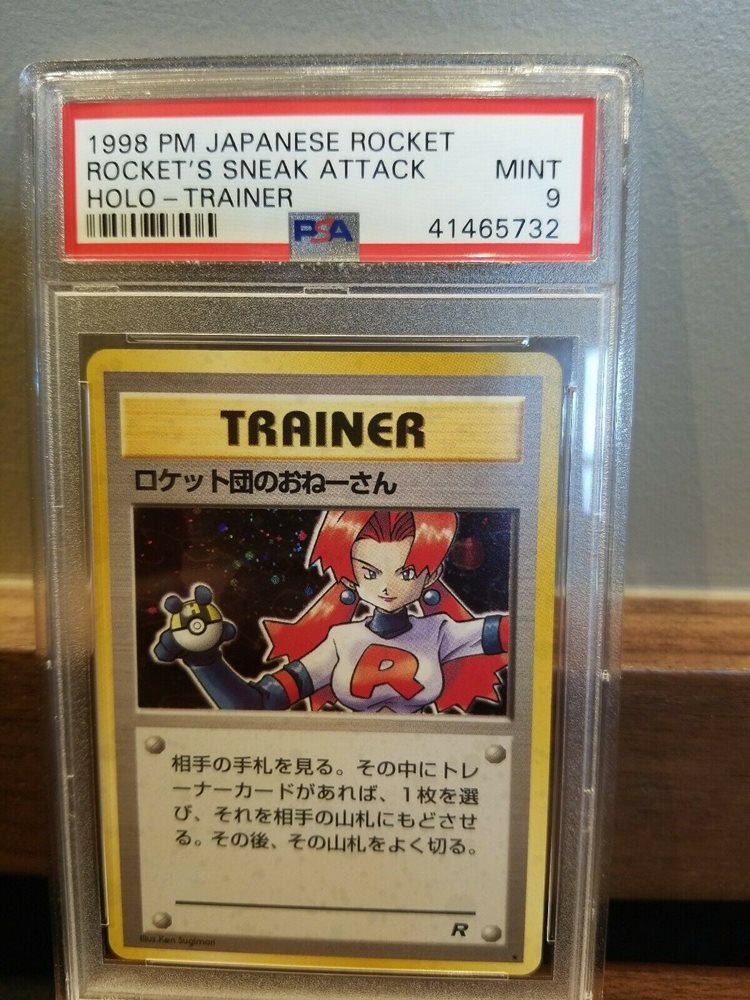 1998 PM JAPANESE ROCKET
ROCKET'S SNEAK ATTACK MINT
HOLO – TRAINER 9
PSA 41465732
TRAINER
ロケット団のおねーさん
R
相手の手札を見る。その中にトレ
ーナーカードがあれば、1枚を選
び、それを相手の山札にもどさせ
る。その後、その山札をよく切る。
R
Illus.Ken Sugimori